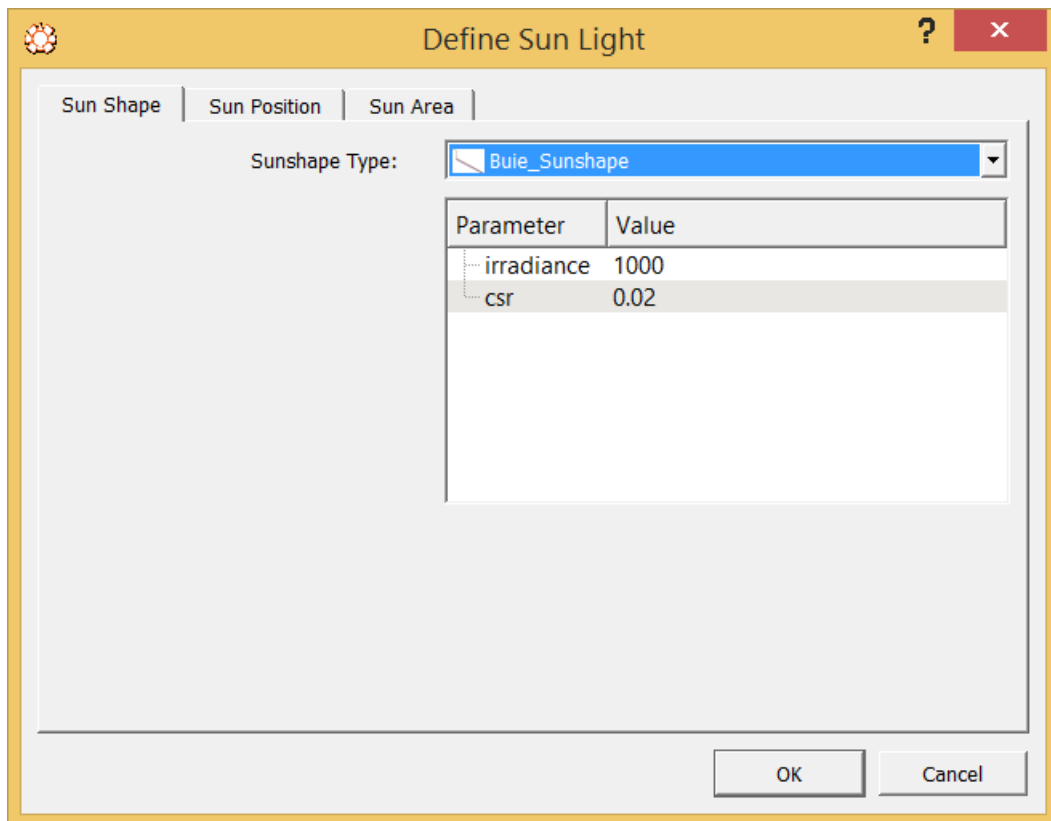 Define Sun Light ? ×
Sun Shape Sun Position Sun Area
Sunshape Type: Buie_Sunshape
Parameter Value
irradiance 1000
csr 0.02
OK Cancel